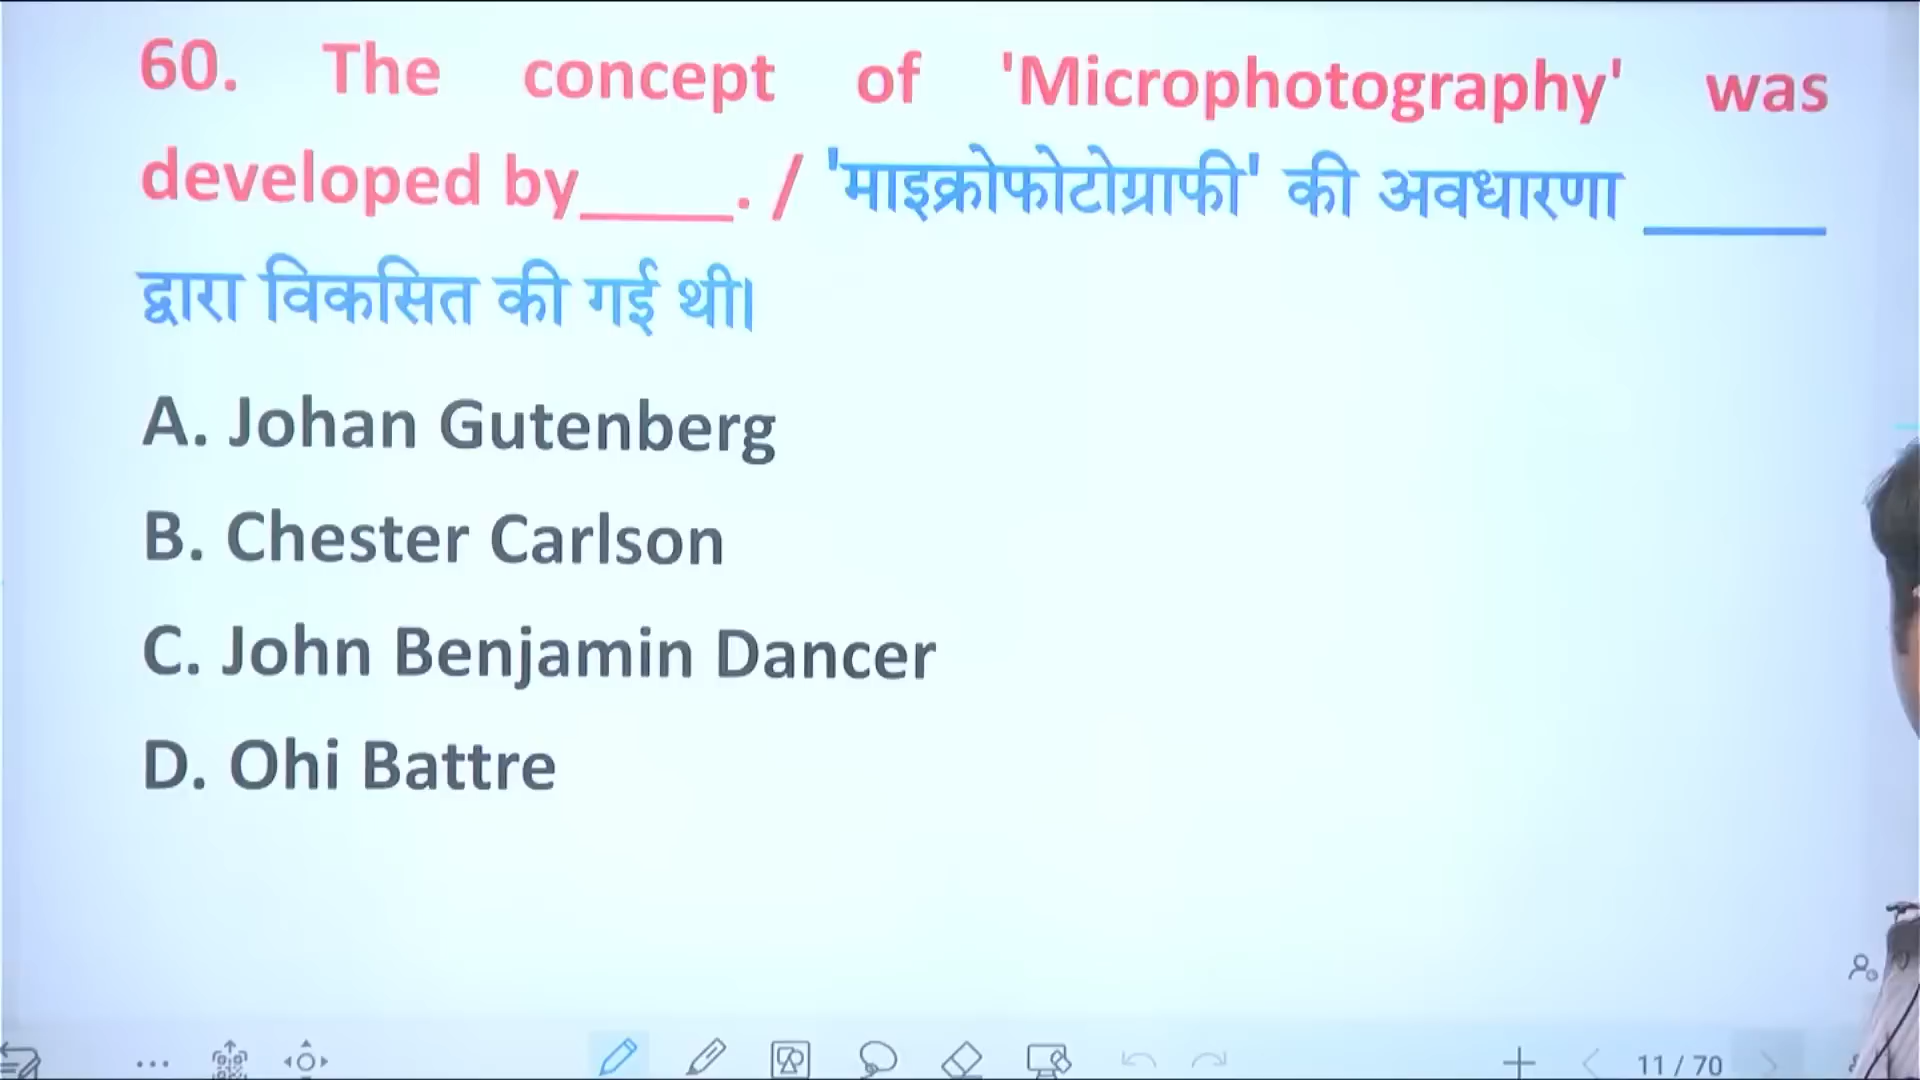 60. The concept of 'Microphotography' was
developed by____. / 'माइक्रोफोटोग्राफी' की अवधारणा _____
द्वारा विकसित की गई थी।
A. Johan Gutenberg
B. Chester Carlson
C. John Benjamin Dancer
D. Ohi Battre
11 / 70